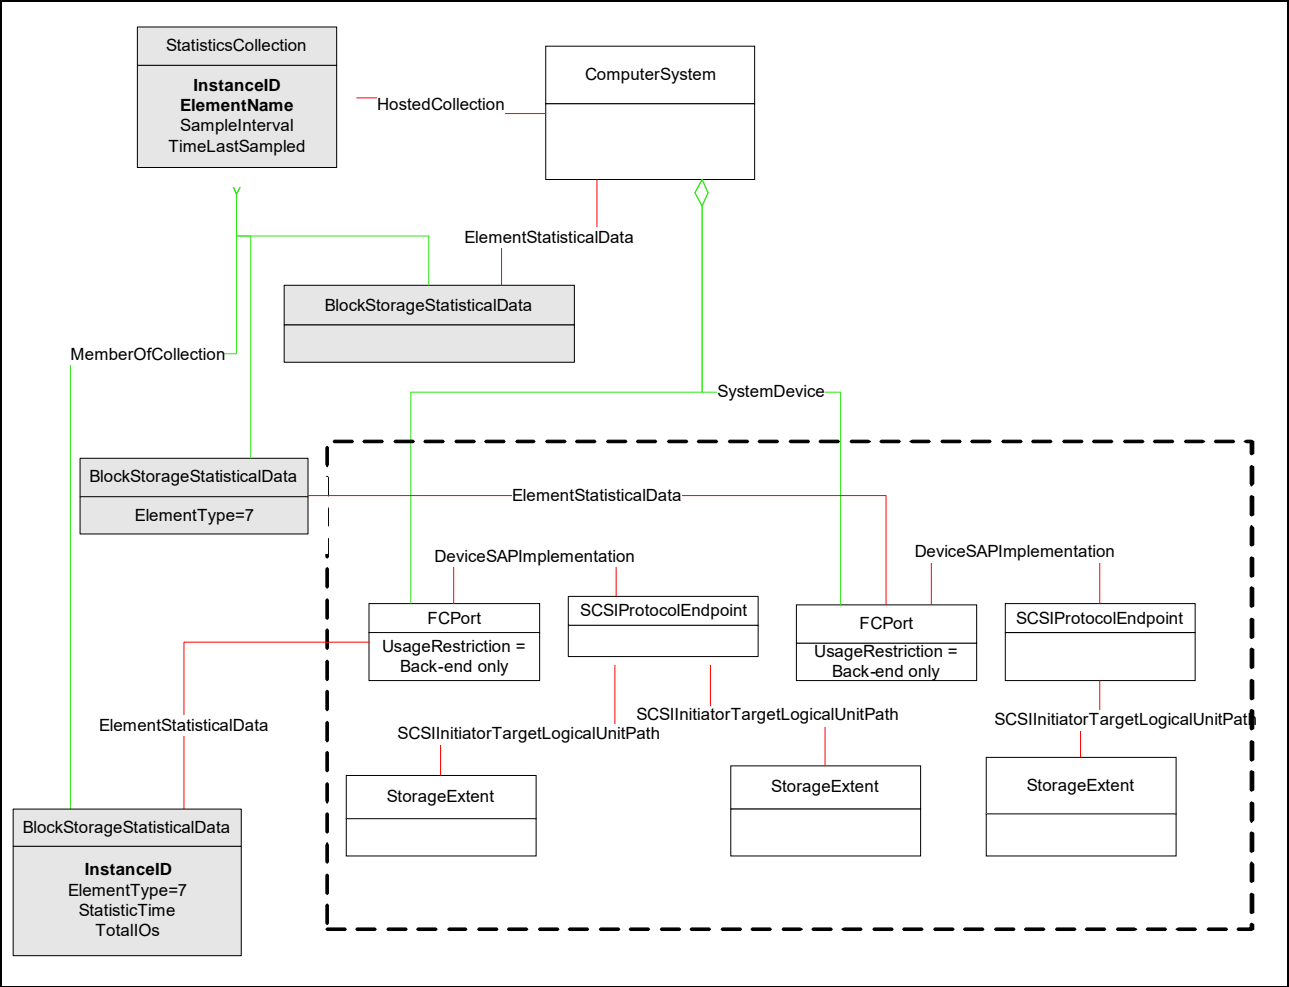 StatisticsCollection
InstanceID
ElementName
SampleInterval
TimeLastSampled
ComputerSystem
HostedCollection
ElementStatisticalData
BlockStorageStatisticalData
MemberOfCollection
SystemDevice
BlockStorageStatisticalData
ElementType=7
ElementStatisticalData
DeviceSAPImplementation
DeviceSAPImplementation
FCPort
UsageRestriction =
Back-end only
SCSIProtocolEndpoint
FCPort
UsageRestriction =
Back-end only
SCSIProtocolEndpoint
ElementStatisticalData
SCSIInitiatorTargetLogicalUnitPath
SCSIInitiatorTargetLogicalUnitPath
SCSIInitiatorTargetLogicalUnitPath
StorageExtent
StorageExtent
StorageExtent
BlockStorageStatisticalData
InstanceID
ElementType=7
StatisticTime
TotalIOs